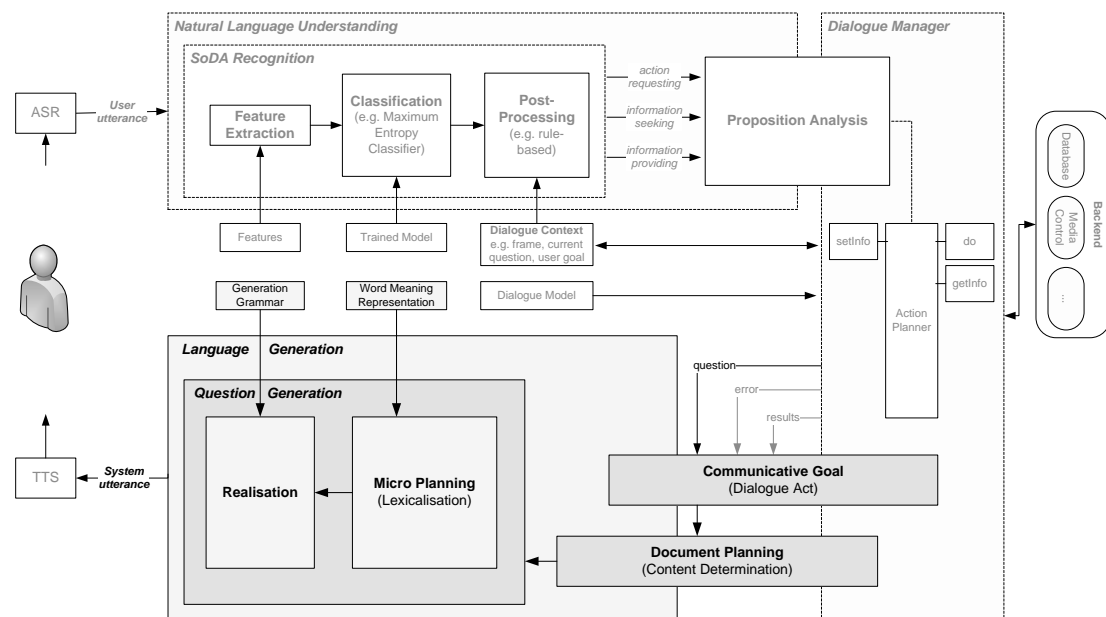 Natural Language Understanding
Dialogue Manager
SoDA Recognition
ASR
User
utterance
Feature
Extraction
Classification
(e.g. Maximum
Entropy
Classifier)
Post-
Processing
(e.g. rule-
based)
action
requesting
information
seeking
information
providing
Proposition Analysis
Database
Media
Control
...
Backend
Features
Trained Model
Dialogue Context
e.g. frame, current
question, user goal
setInfo
do
getInfo
Action
Planner
Generation
Grammar
Word Meaning
Representation
Dialogue Model
Language Generation
Question Generation
question
error
results
Realisation
Micro Planning
(Lexicalisation)
TTS
System
utterance
Communicative Goal
(Dialogue Act)
Document Planning
(Content Determination)